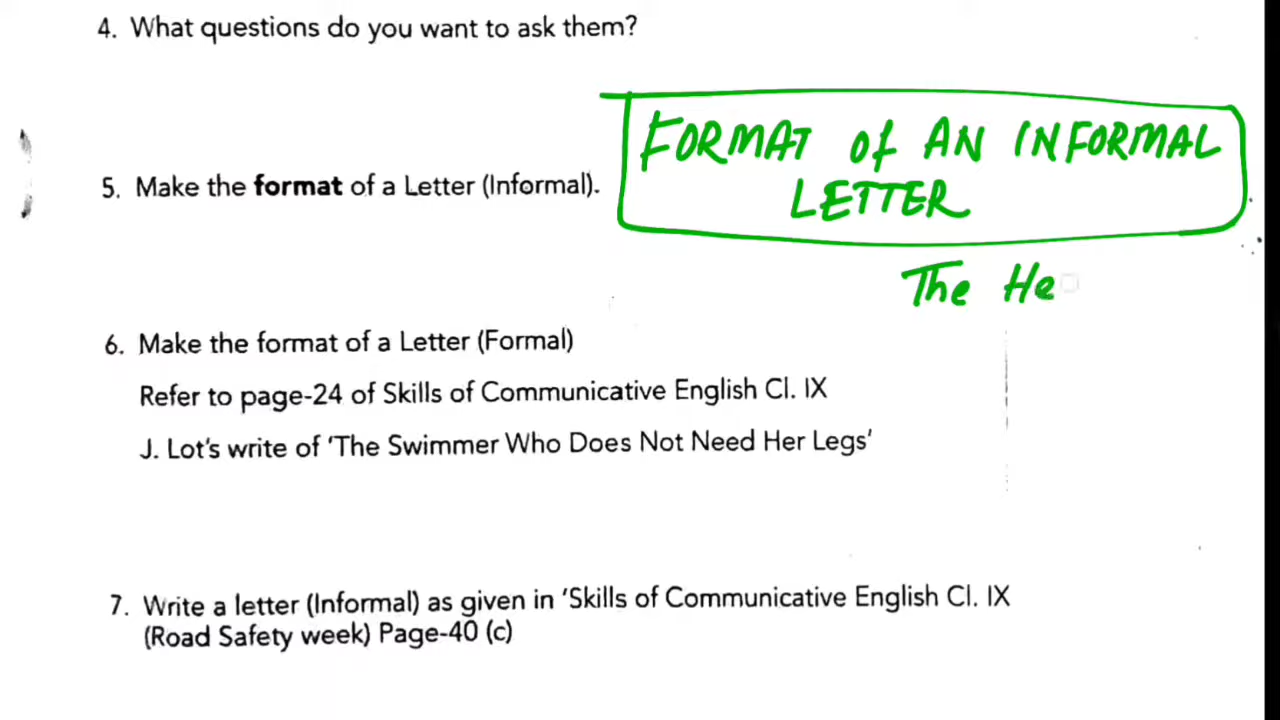 4. What questions do you want to ask them?
FORMAT of AN INFORMAL
LETTER
5. Make the format of a Letter (Informal).
The He
6. Make the format of a Letter (Formal)
Refer to page-24 of Skills of Communicative English Cl. IX
J. Lot's write of 'The Swimmer Who Does Not Need Her Legs'
7. Write a letter (Informal) as given in 'Skills of Communicative English Cl. IX
(Road Safety week) Page-40 (c)